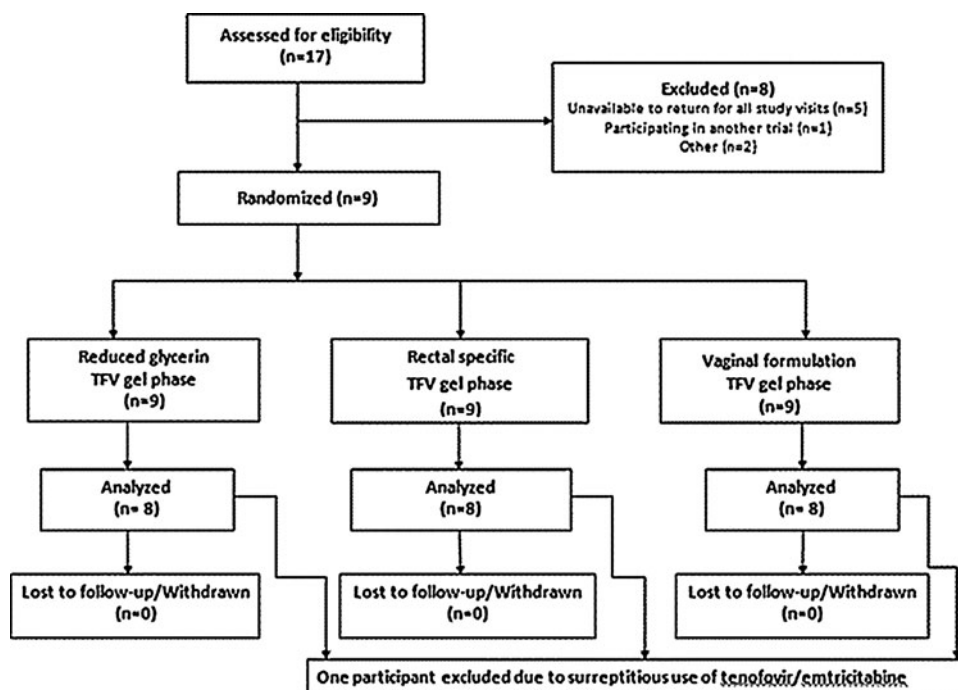 Assessed for eligibility
(n=17)
Excluded (n=8)
Unavailable to return for all study visits (n=5)
Participating in another trial (n=1)
Other (n=2)
Randomized (n=9)
Reduced glycerin
TFV gel phase
(n=9)
Rectal specific
TFV gel phase
(n=9)
Vaginal formulation
TFV gel phase
(n=9)
Analyzed
(n= 8)
Analyzed
(n=8)
Analyzed
(n= 8)
Lost to follow-up/Withdrawn
(n=0)
Lost to follow-up/Withdrawn
(n=0)
Lost to follow-up/Withdrawn
(n=0)
One participant excluded due to surreptitious use of tenofovir/emtricitabine